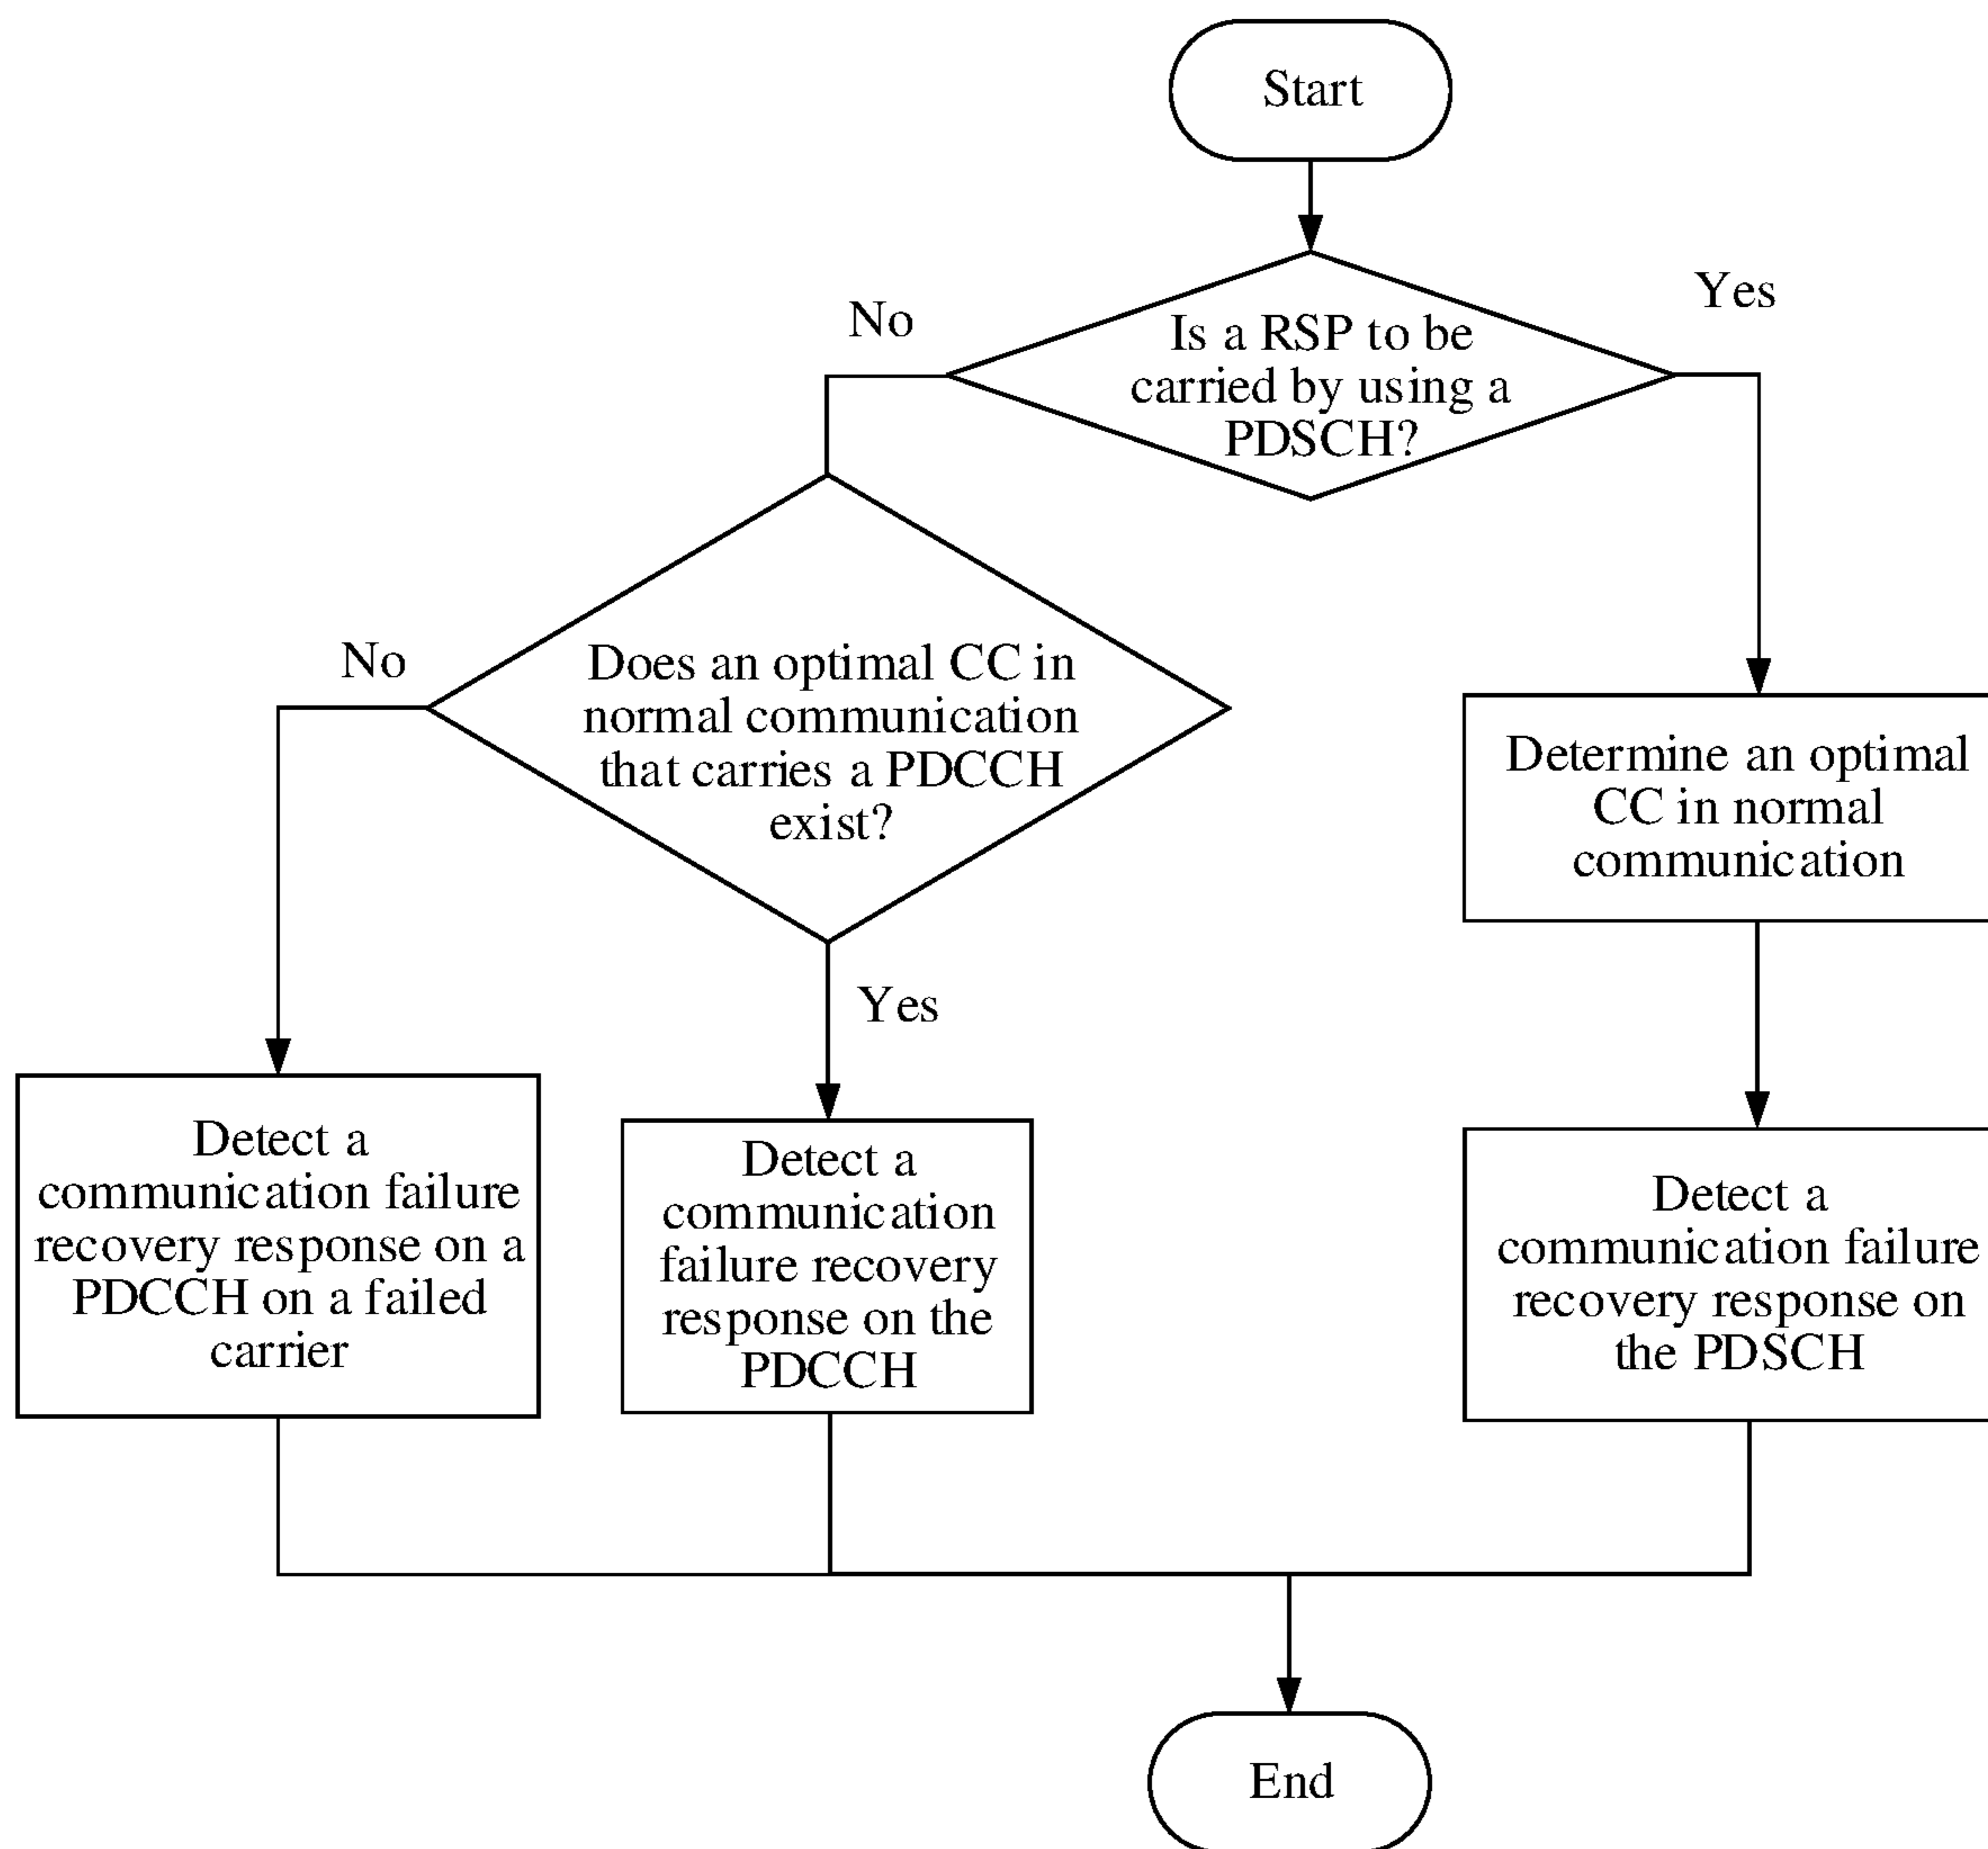 Start
No
Yes
Is a RSP to be
carried by using a
PDSCH?
No
Does an optimal CC in
normal communication
that carries a PDCCH
exist?
Determine an optimal
CC in normal
communication
Yes
Detect a
communication failure
recovery response on a
PDCCH on a failed
carrier
Detect a
communication
failure recovery
response on the
PDCCH
Detect a
communication failure
recovery response on
the PDSCH
End